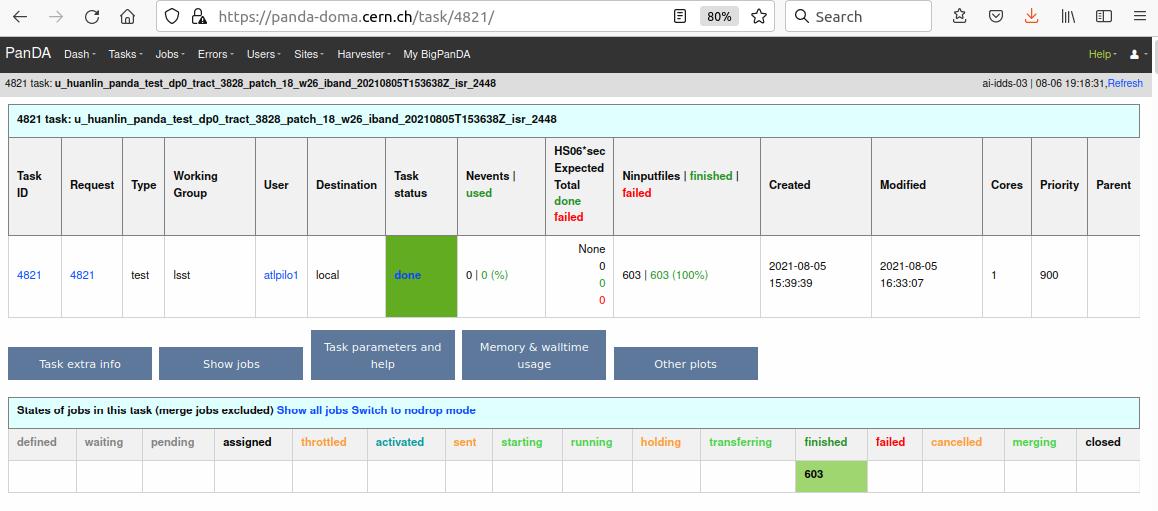 https://panda-doma.cern.ch/task/4821/ 80% Search
PanDA Dash Tasks Jobs Errors Users Sites Harvester My BigPanDA Help
4821 task: u_huanlin_panda_test_dp0_tract_3828_patch_18_w26_iband_20210805T153638Z_isr_2448 ai-idds-03 | 08-06 19:18:31,Refresh
4821 task: u_huanlin_panda_test_dp0_tract_3828_patch_18_w26_iband_20210805T153638Z_isr_2448
Task ID Request Type Working Group User Destination Task status Nevents | used HS06*sec Expected Total done failed Ninputfiles | finished | failed Created Modified Cores Priority Parent
4821 4821 test lsst atlpilo1 local done 0 | 0 (%) None 0 0 0 603 | 603 (100%) 2021-08-05 15:39:39 2021-08-05 16:33:07 1 900
Task extra info Show jobs Task parameters and help Memory & walltime usage Other plots
States of jobs in this task (merge jobs excluded) Show all jobs Switch to nodrop mode
defined waiting pending assigned throttled activated sent starting running holding transferring finished failed cancelled merging closed
603